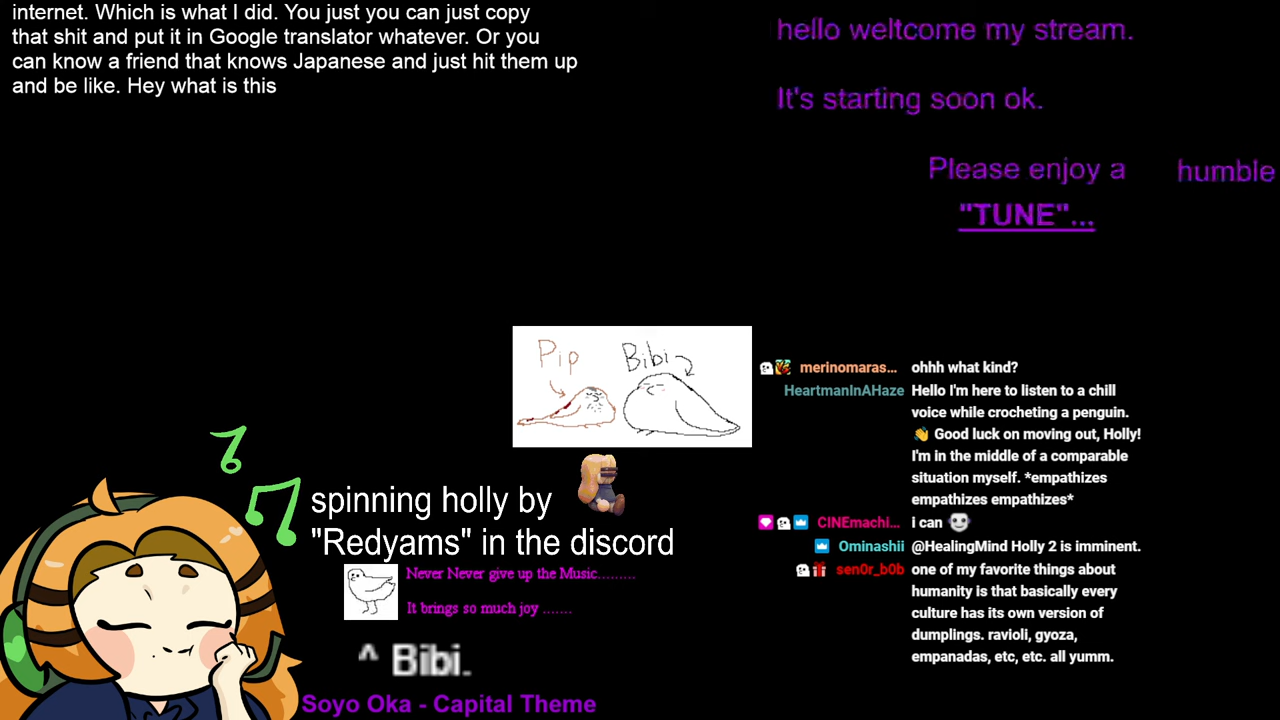 internet. Which is what I did. You just you can just copy
that shit and put it in Google translator whatever. Or you
can know a friend that knows Japanese and just hit them up
and be like. Hey what is this
hello weltcome my stream.
It's starting soon ok.
Please enjoy a humble
"TUNE"...
Pip
Bibi
merinomaras... ohhh what kind?
HeartmanInAHaze Hello I'm here to listen to a chill
voice while crocheting a penguin.
👋 Good luck on moving out, Holly!
I'm in the middle of a comparable
situation myself. *empathizes
empathizes empathizes*
CINEmachi... i can
Ominashii @HealingMind Holly 2 is imminent.
sen0r_b0b one of my favorite things about
humanity is that basically every
culture has its own version of
dumplings. ravioli, gyoza,
empanadas, etc, etc. all yumm.
spinning holly by
"Redyams" in the discord
Never Never give up the Music.........
It brings so much joy .......
^ Bibi.
Soyo Oka - Capital Theme